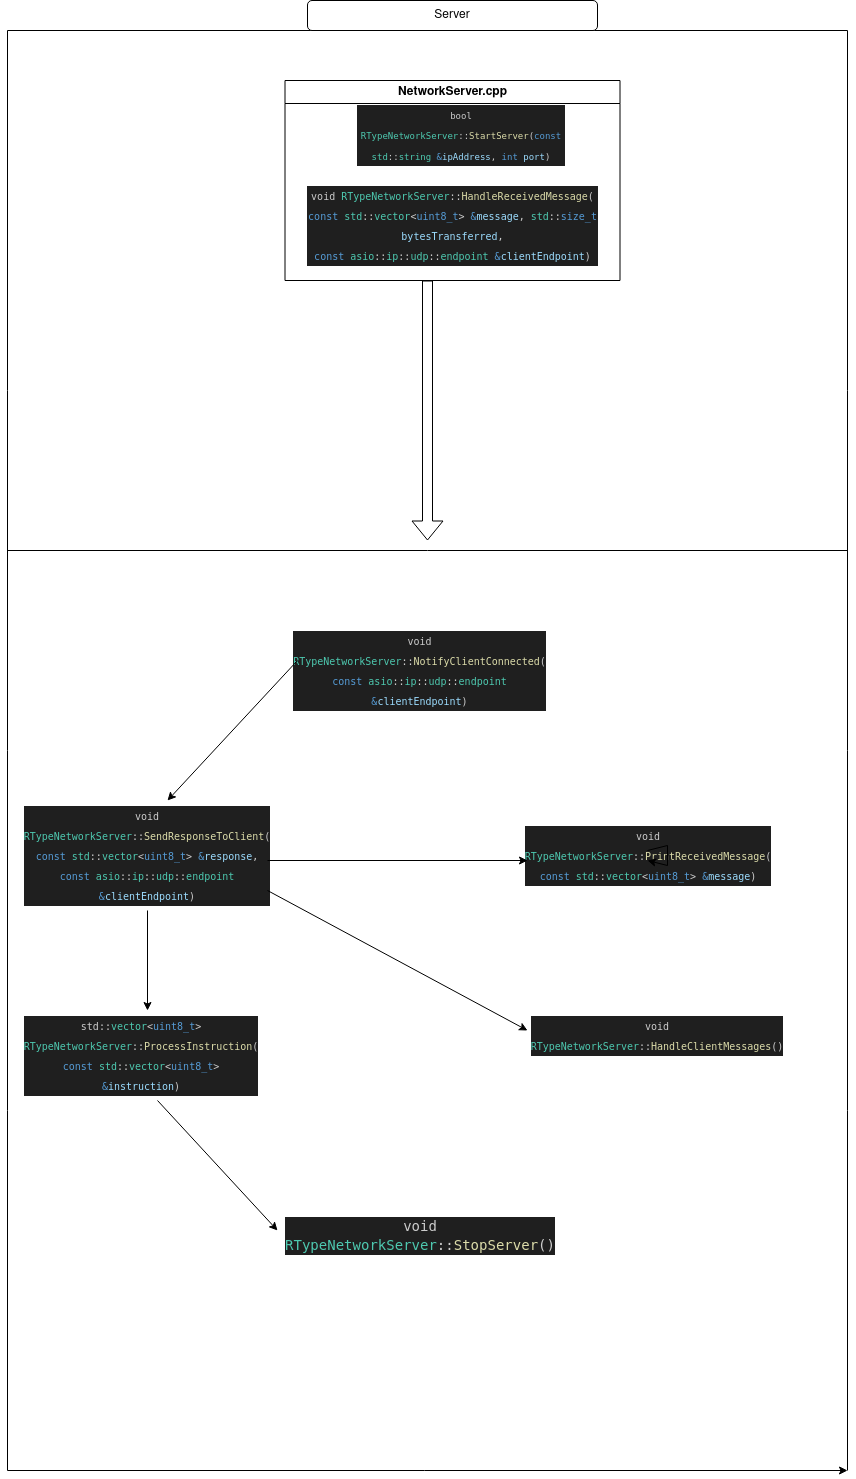 Server
NetworkServer.cpp
bool
RTypeNetworkServer::StartServer(const
std::string &ipAddress, int port)
void RTypeNetworkServer::HandleReceivedMessage(
const std::vector<uint8_t> &message, std::size_t
bytesTransferred,
const asio::ip::udp::endpoint &clientEndpoint)
void
RTypeNetworkServer::NotifyClientConnected(
const asio::ip::udp::endpoint
&clientEndpoint)
void
RTypeNetworkServer::SendResponseToClient(
const std::vector<uint8_t> &response,
const asio::ip::udp::endpoint
&clientEndpoint)
void
RTypeNetworkServer::PrintReceivedMessage(
const std::vector<uint8_t> &message)
std::vector<uint8_t>
RTypeNetworkServer::ProcessInstruction(
const std::vector<uint8_t>
&instruction)
void
RTypeNetworkServer::HandleClientMessages()
void
RTypeNetworkServer::StopServer()